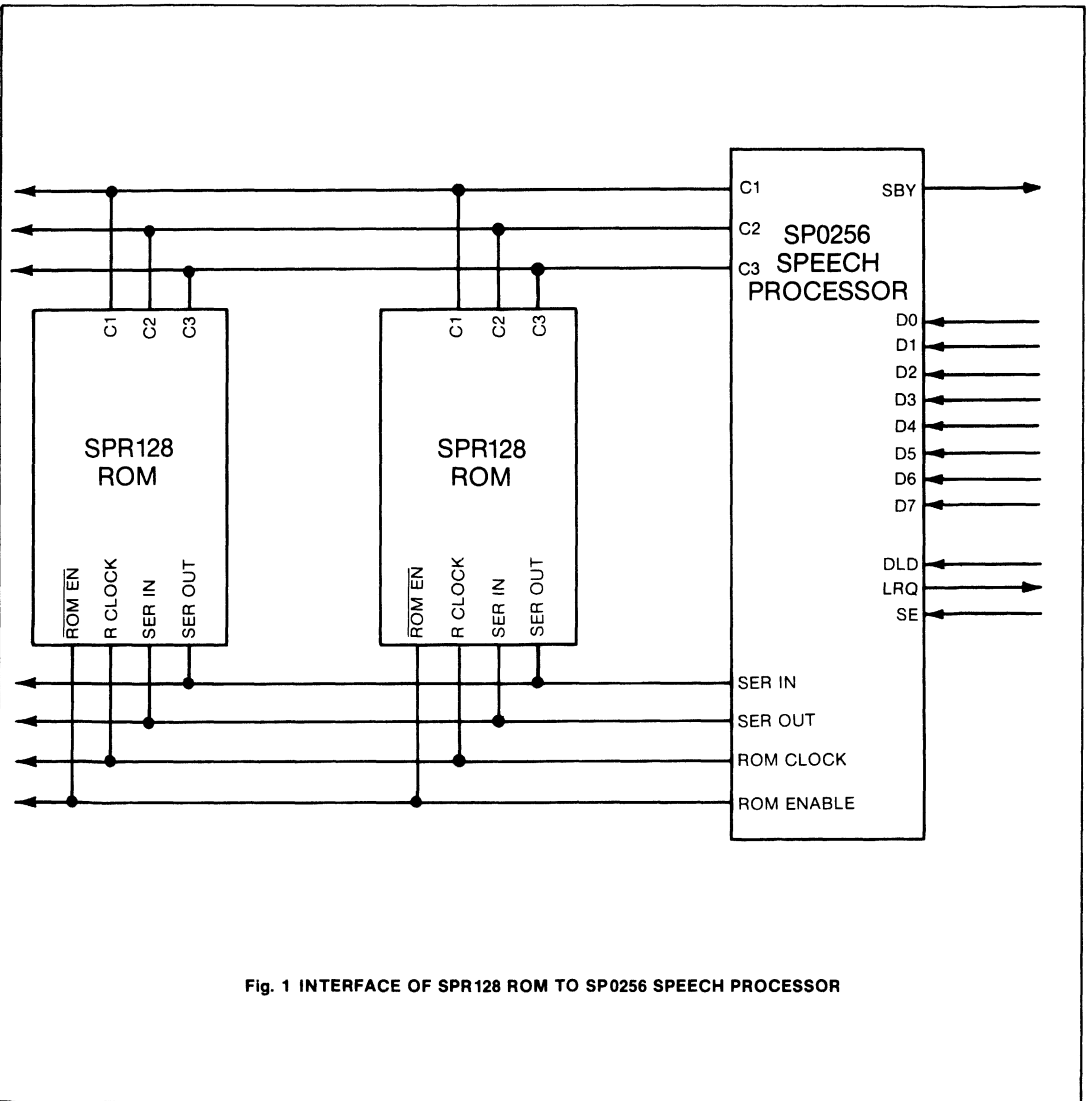 C1
C2
C3
SP0256
SPEECH
PROCESSOR
SBY
D0
D1
D2
D3
D4
D5
D6
D7
DLD
LRQ
SE
SER IN
SER OUT
ROM CLOCK
ROM ENABLE
C1
C2
C3
SPR128
ROM
ROM EN
R CLOCK
SER IN
SER OUT
C1
C2
C3
SPR128
ROM
ROM EN
R CLOCK
SER IN
SER OUT
Fig. 1 INTERFACE OF SPR128 ROM TO SP0256 SPEECH PROCESSOR